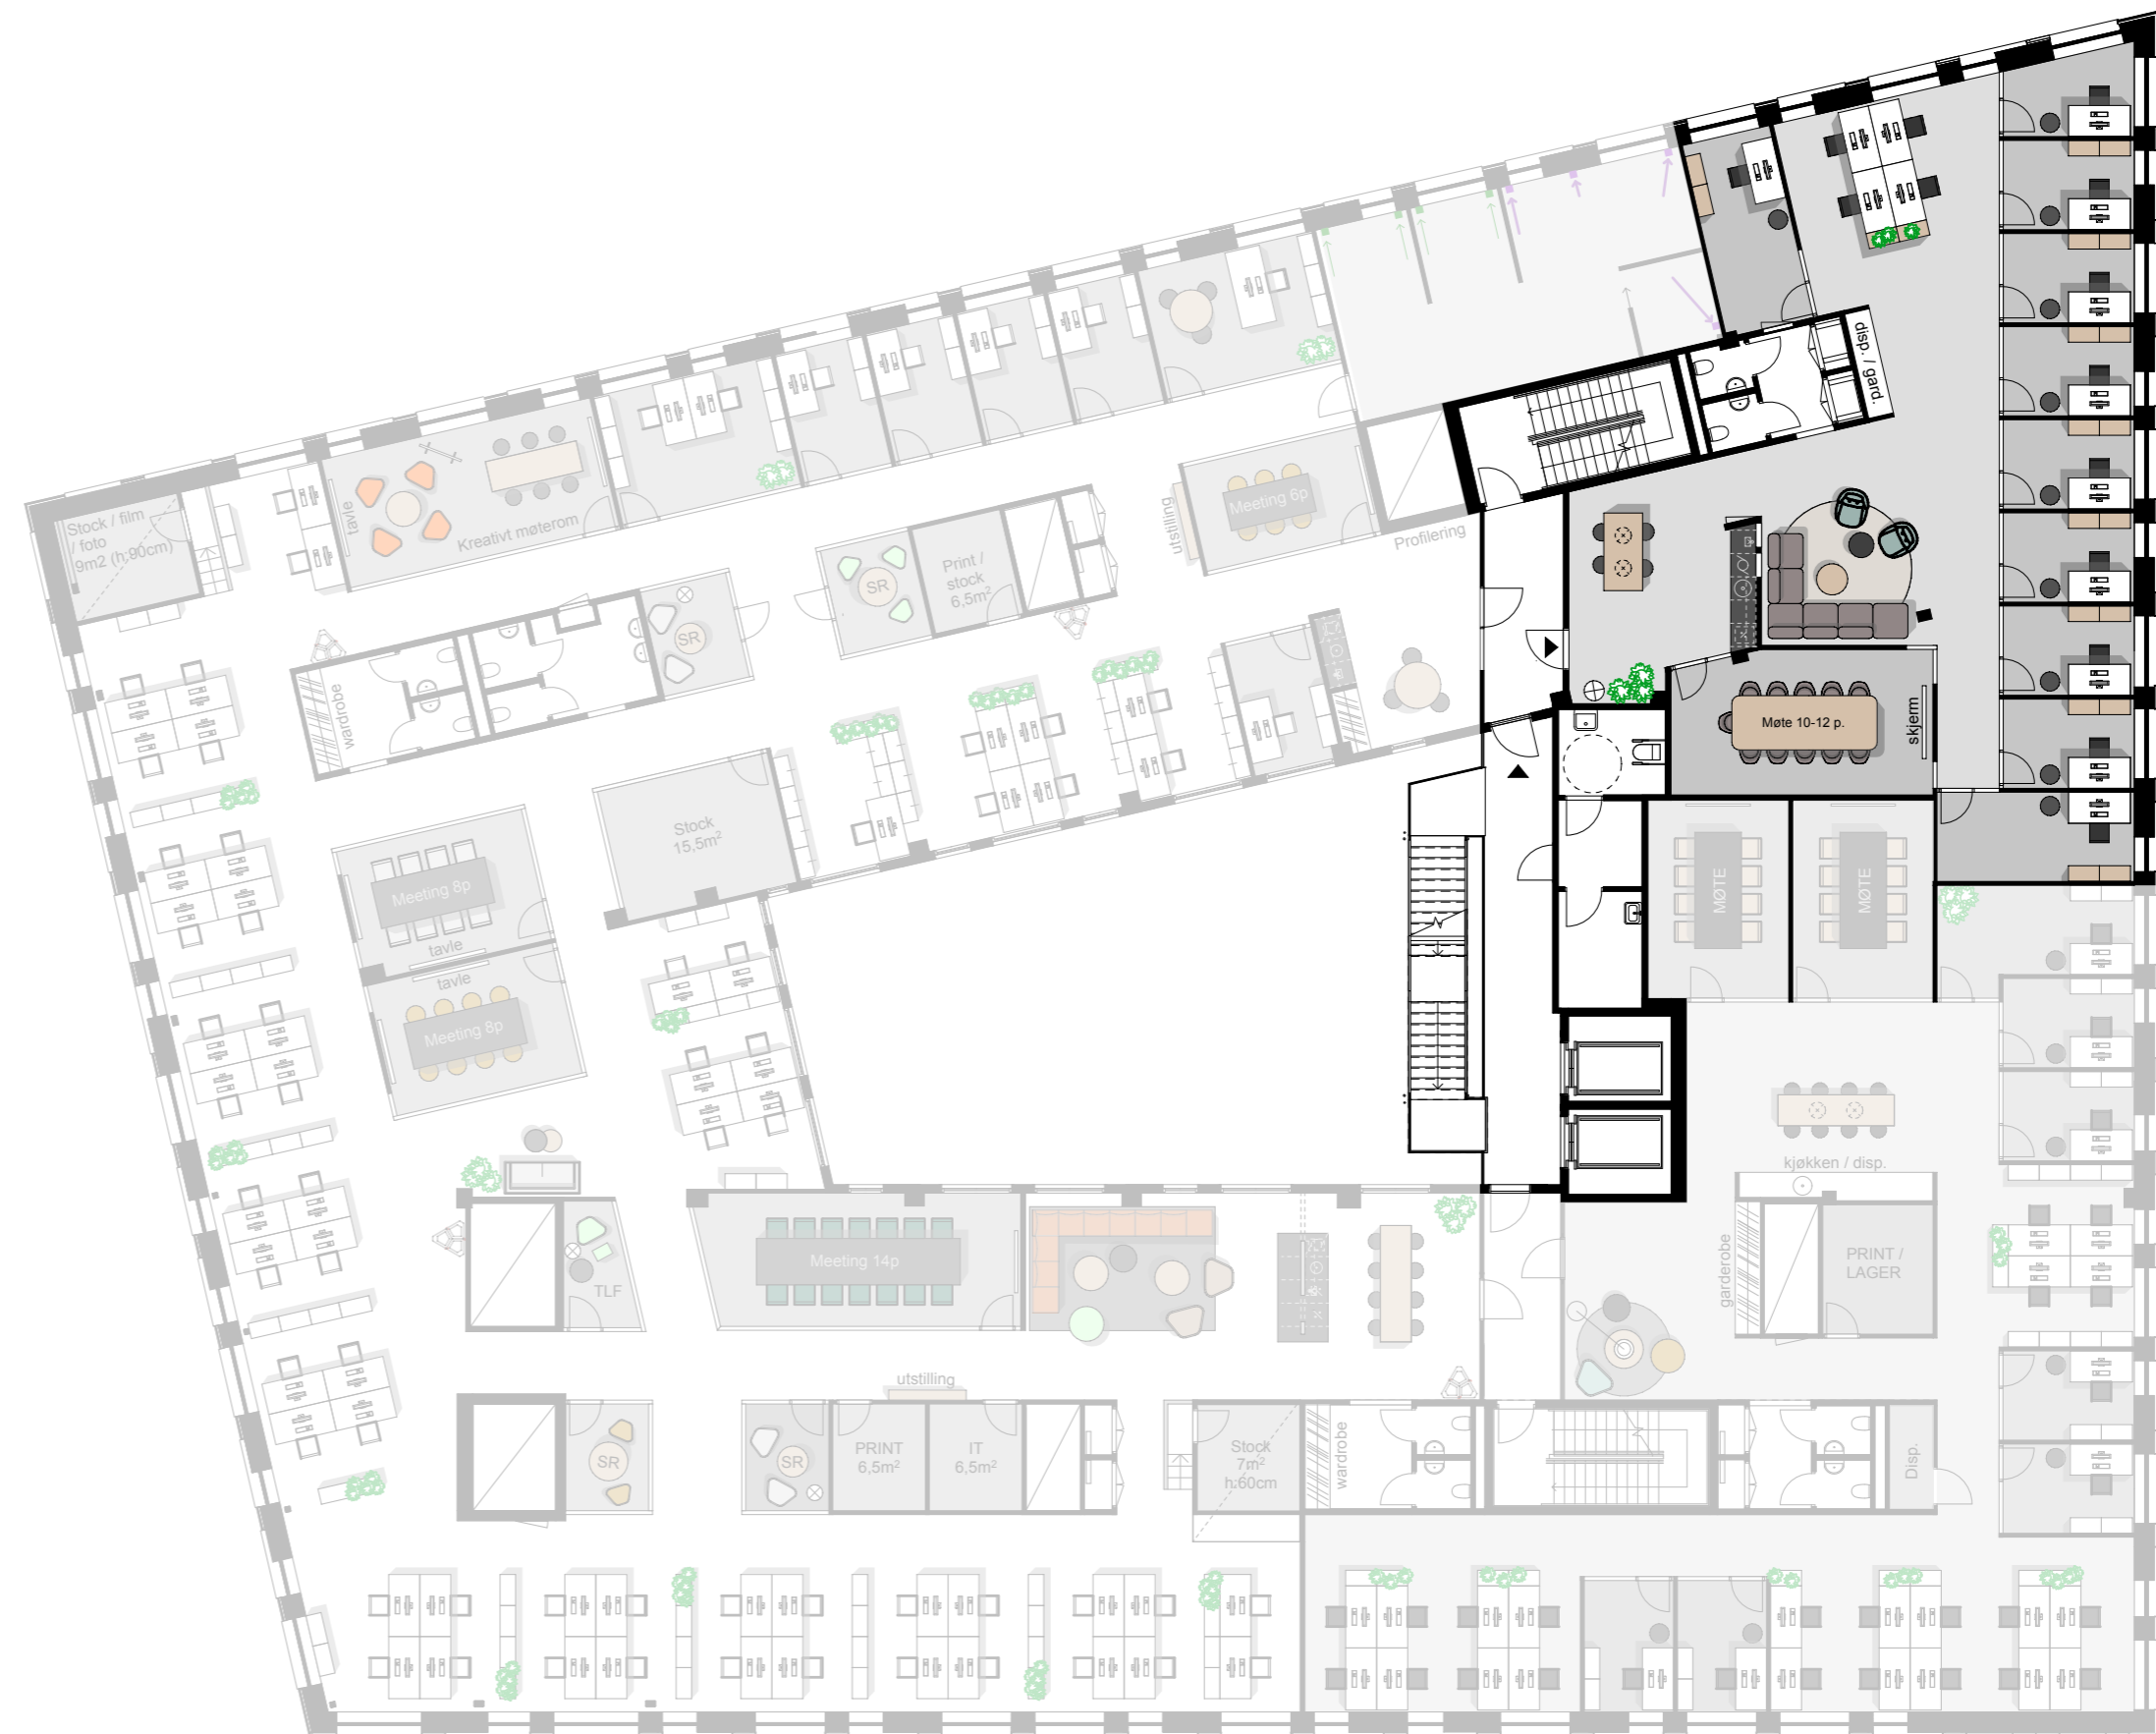 disp. / gard.
Stock / film
/ foto
9m2 (h:90cm)
tavle
Kreativt møterom
utstilling
Meeting 6p
Profilering
SR
Print /
stock
6,5m²
SR
wardrobe
skjerm
Møte 10-12 p.
Stock
15,5m²
Meeting 8p
tavle
tavle
Meeting 8p
MØTE
MØTE
kjøkken / disp.
garderobe
PRINT /
LAGER
TLF
Meeting 14p
utstilling
SR
SR
PRINT
6,5m²
IT
6,5m²
Stock
7m²
h:60cm
wardrobe
Disp.